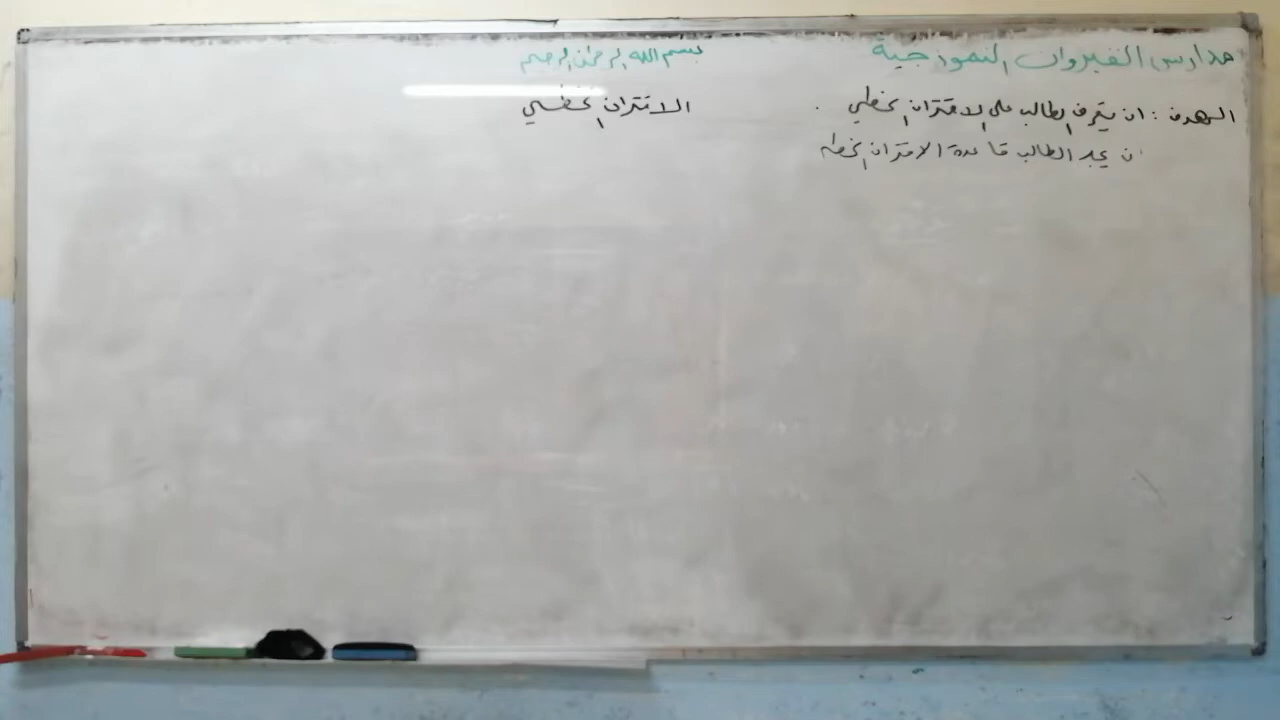 مدارس القيروان النموذجية
بسم الله الرحمن الرحيم
الاقتران الخطي
الهدف : ان يتعرف الطالب على الاقتران الخطي .
ان يجد الطالب قاعدة الاقتران الخطي